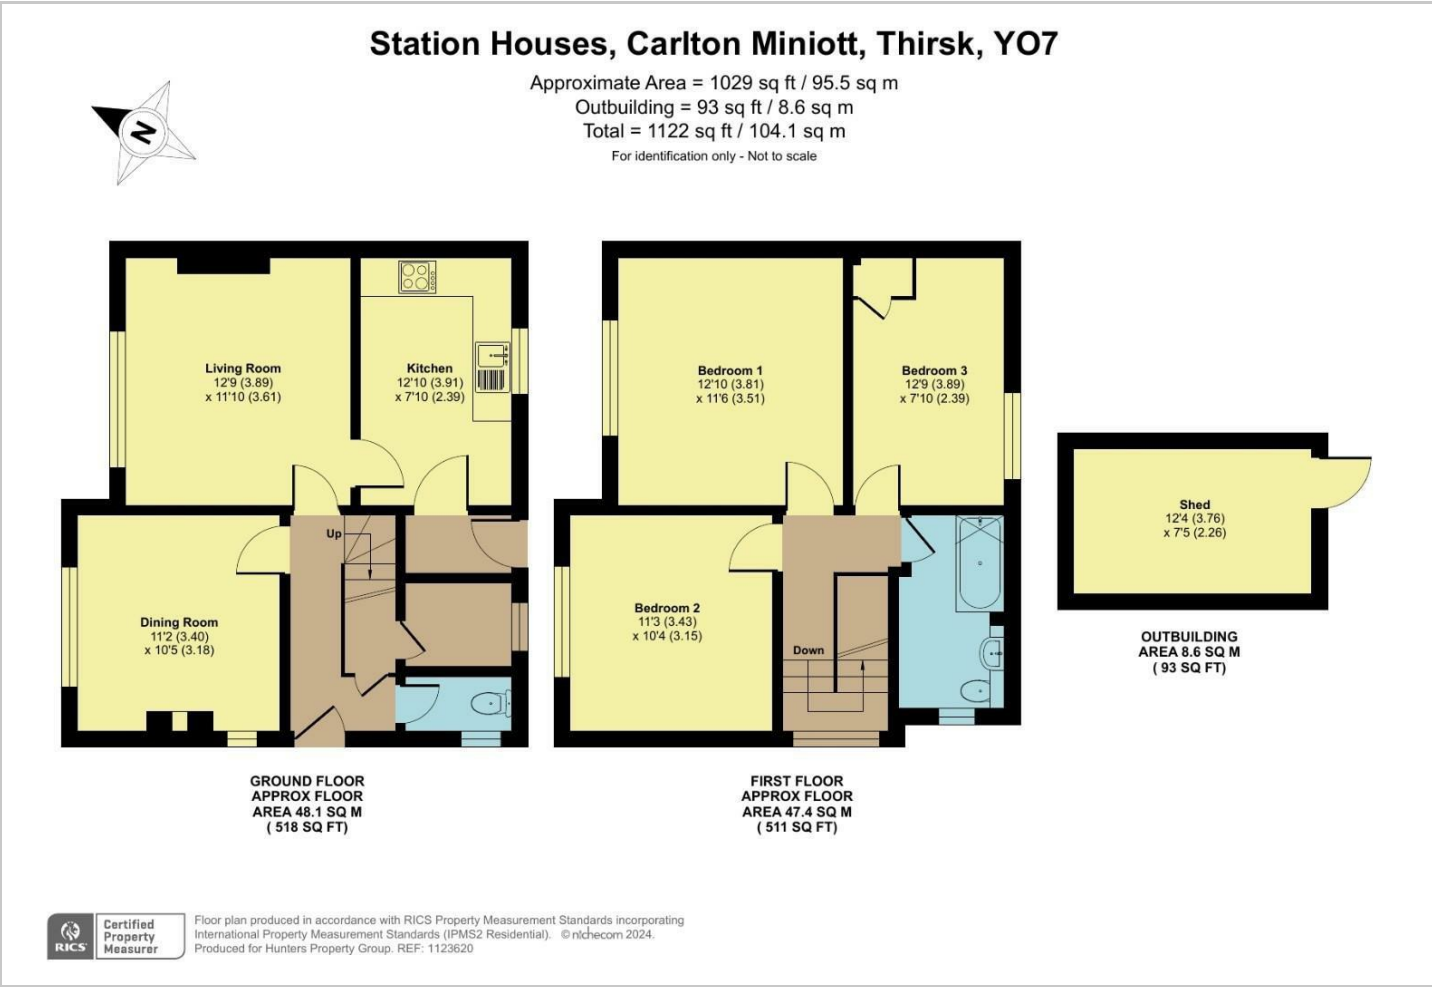 Station Houses, Carlton Miniott, Thirsk, YO7
Approximate Area = 1029 sq ft / 95.5 sq m
Outbuilding = 93 sq ft / 8.6 sq m
Total = 1122 sq ft / 104.1 sq m
For identification only - Not to scale
N
Living Room
12'9 (3.89)
x 11'10 (3.61)
Kitchen
12'10 (3.91)
x 7'10 (2.39)
Up
Dining Room
11'2 (3.40)
x 10'5 (3.18)
GROUND FLOOR
APPROX FLOOR
AREA 48.1 SQ M
( 518 SQ FT)
Bedroom 1
12'10 (3.81)
x 11'6 (3.51)
Bedroom 3
12'9 (3.89)
x 7'10 (2.39)
Bedroom 2
11'3 (3.43)
x 10'4 (3.15)
Down
FIRST FLOOR
APPROX FLOOR
AREA 47.4 SQ M
( 511 SQ FT)
Shed
12'4 (3.76)
x 7'5 (2.26)
OUTBUILDING
AREA 8.6 SQ M
( 93 SQ FT)
RICS
Certified
Property
Measurer
Floor plan produced in accordance with RICS Property Measurement Standards incorporating
International Property Measurement Standards (IPMS2 Residential). © nichecom 2024.
Produced for Hunters Property Group. REF: 1123620